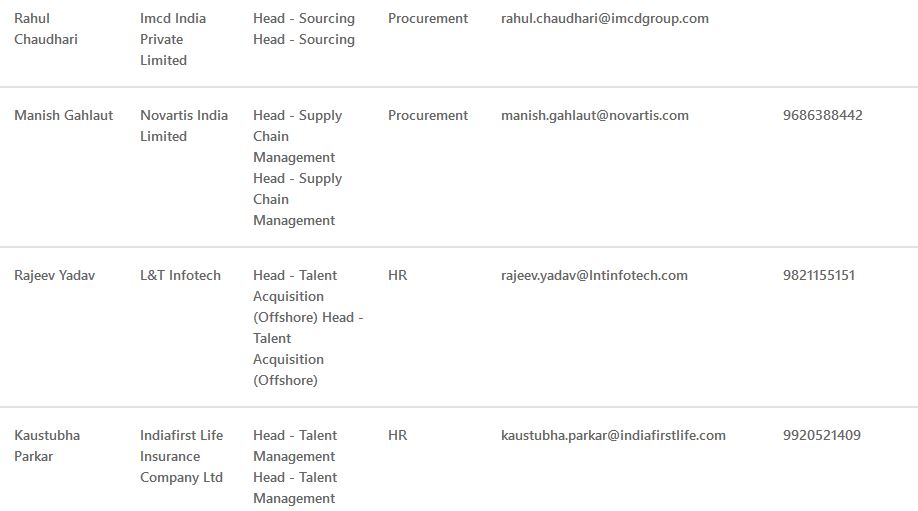 Rahul Chaudhari
Imcd India Private Limited
Head - Sourcing Head - Sourcing
Procurement
rahul.chaudhari@imcdgroup.com
Manish Gahlaut
Novartis India Limited
Head - Supply Chain Management Head - Supply Chain Management
Procurement
manish.gahlaut@novartis.com
9686388442
Rajeev Yadav
L&T Infotech
Head - Talent Acquisition (Offshore) Head - Talent Acquisition (Offshore)
HR
rajeev.yadav@lntinfotech.com
9821155151
Kaustubha Parkar
Indiafirst Life Insurance Company Ltd
Head - Talent Management Head - Talent Management
HR
kaustubha.parkar@indiafirstlife.com
9920521409